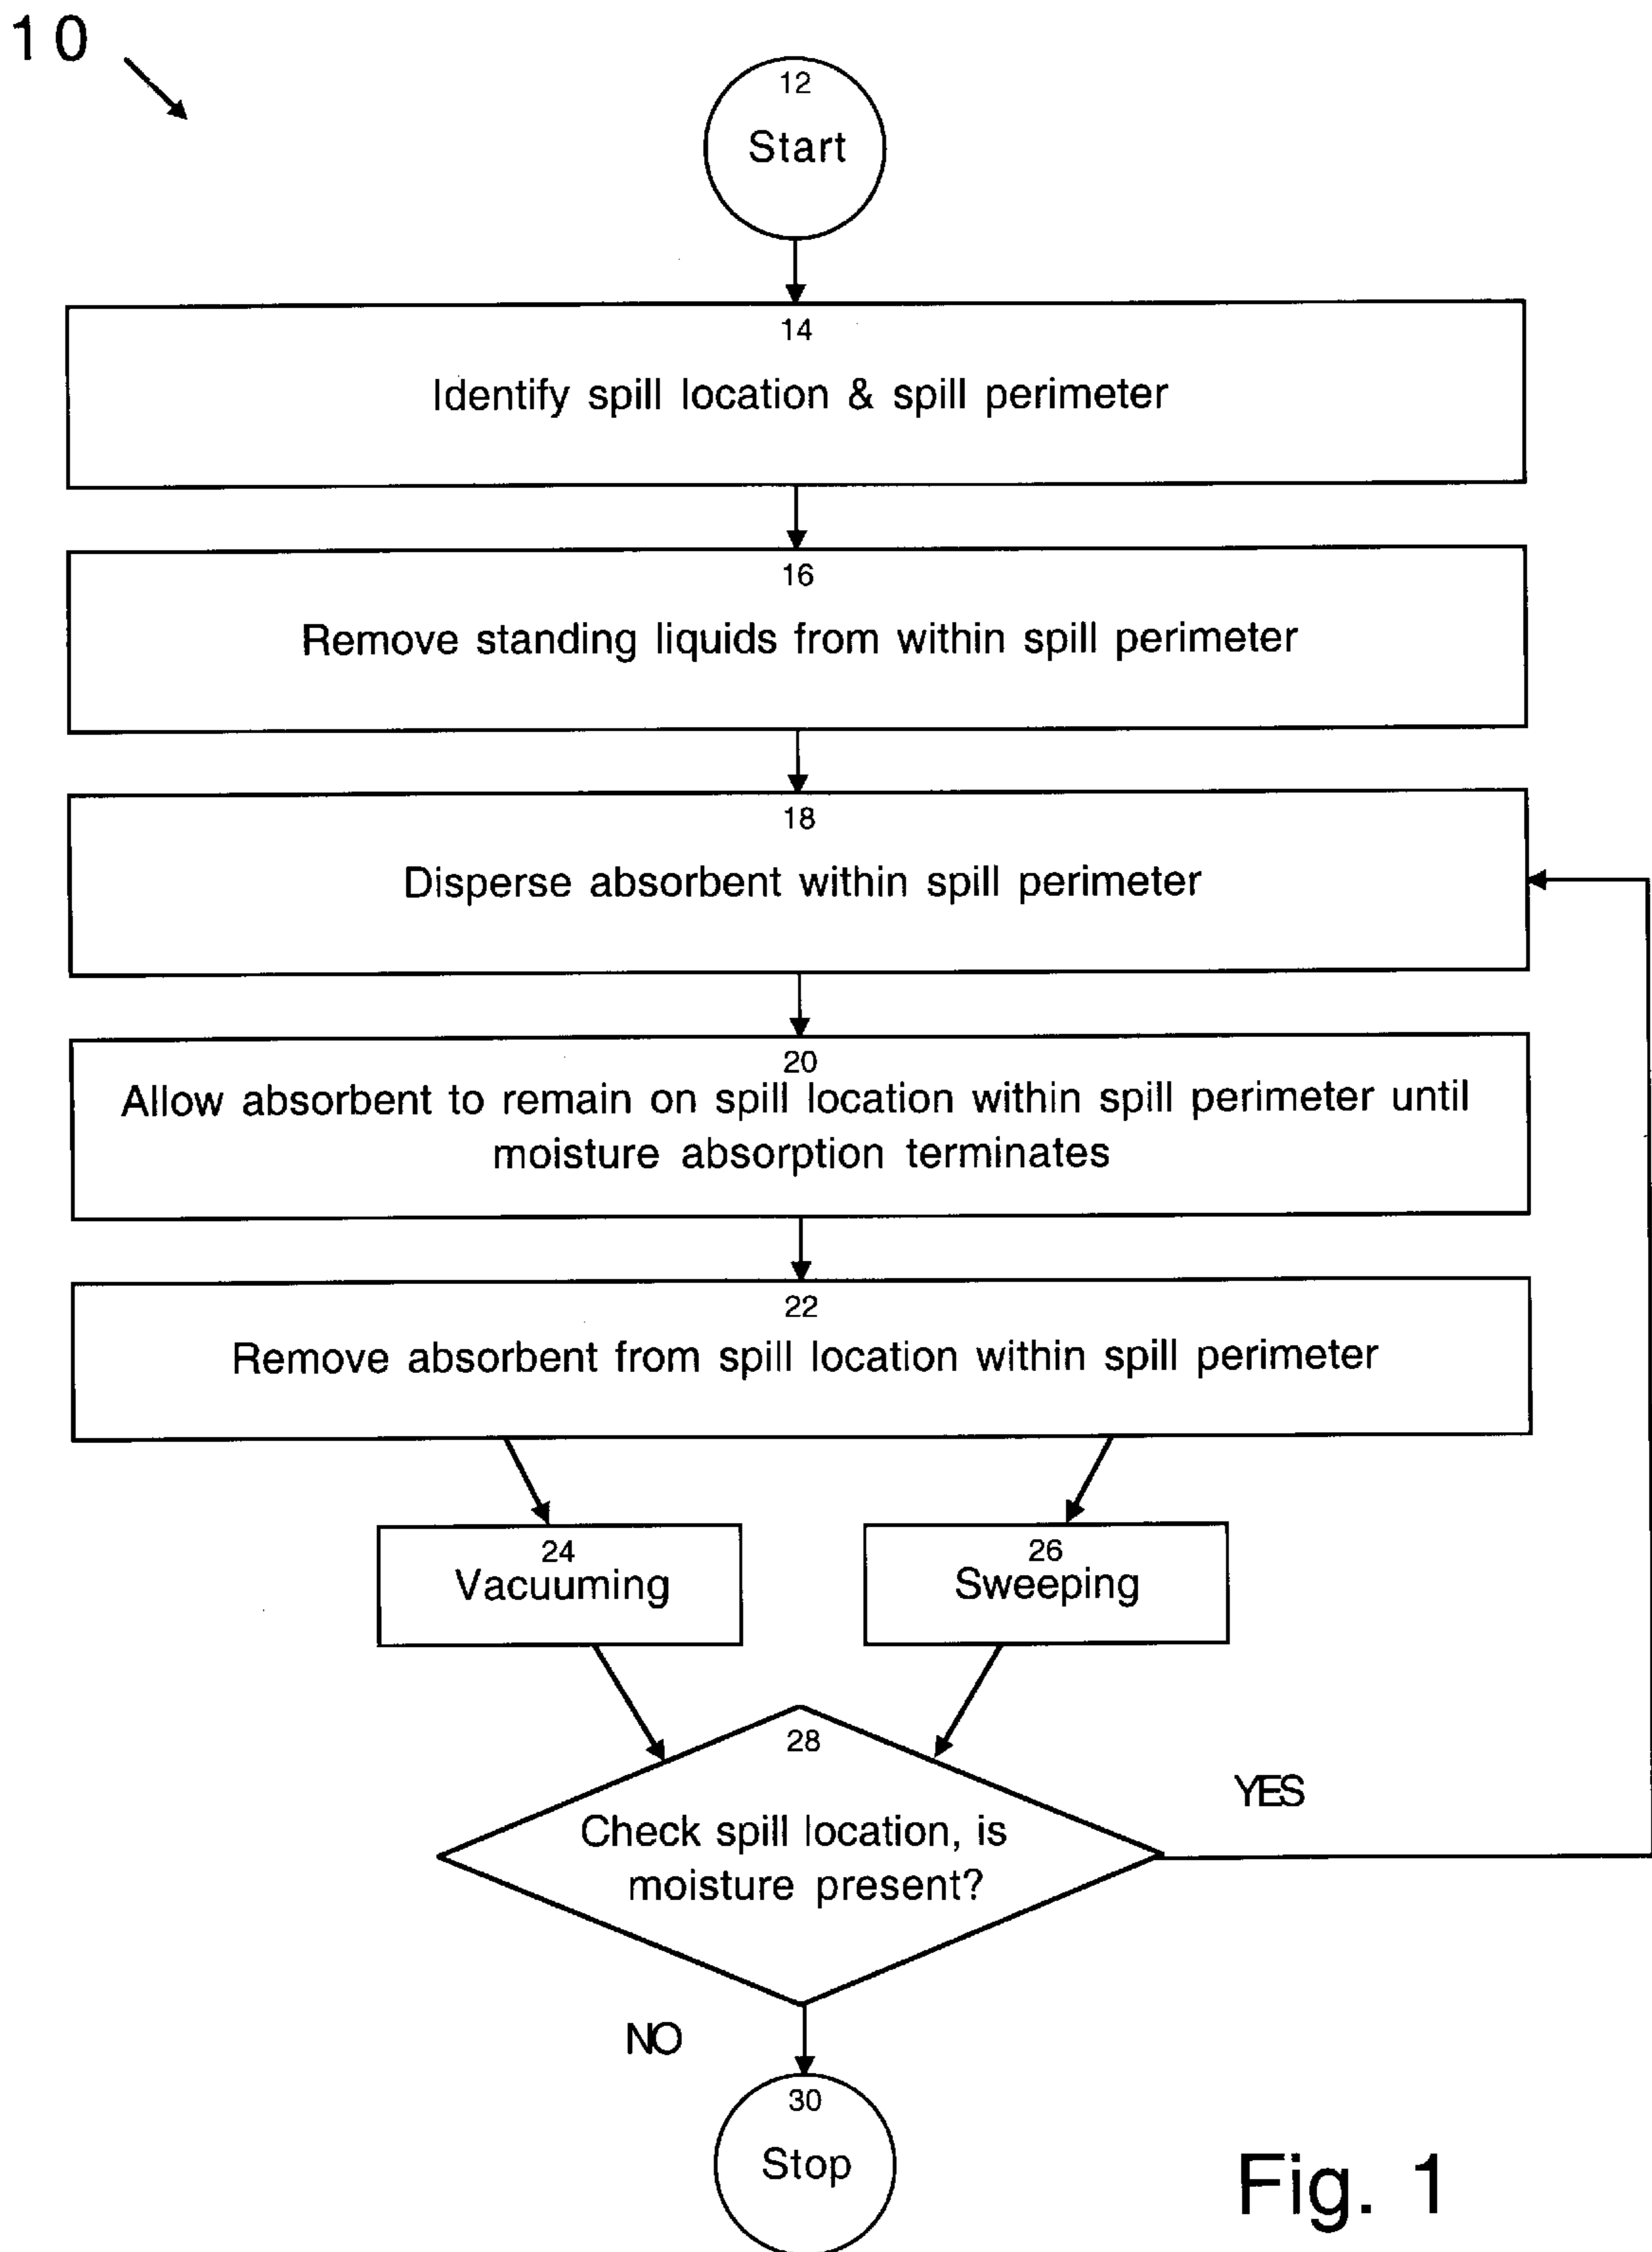 10
12
Start
14
Identify spill location & spill perimeter
16
Remove standing liquids from within spill perimeter
18
Disperse absorbent within spill perimeter
20
Allow absorbent to remain on spill location within spill perimeter until
moisture absorption terminates
22
Remove absorbent from spill location within spill perimeter
24
Vacuuming
26
Sweeping
28
Check spill location, is
moisture present?
YES
NO
30
Stop
Fig. 1